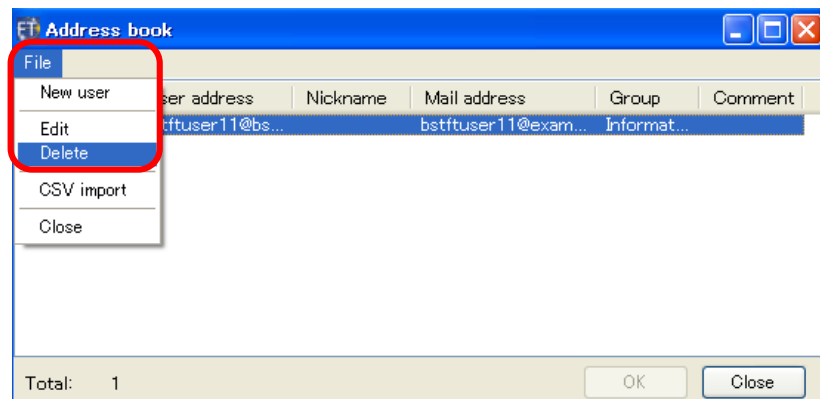 Address book
File
New user
ser address Nickname Mail address Group Comment
Edit
tftuser11@bs... bstftuser11@exam... Informat...
Delete
CSV import
Close
Total: 1 OK Close